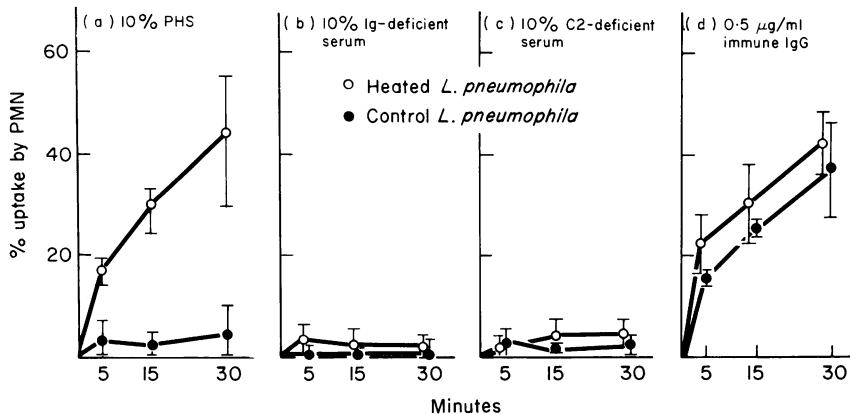 (a) 10% PHS
(b) 10% Ig-deficient
serum
(c) 10% C2-deficient
serum
(d) 0·5 µg/ml
immune IgG
Heated L. pneumophila
Control L. pneumophila
% uptake by PMN
60
40
20
5 15 30
5 15 30
5 15 30
5 15 30
Minutes